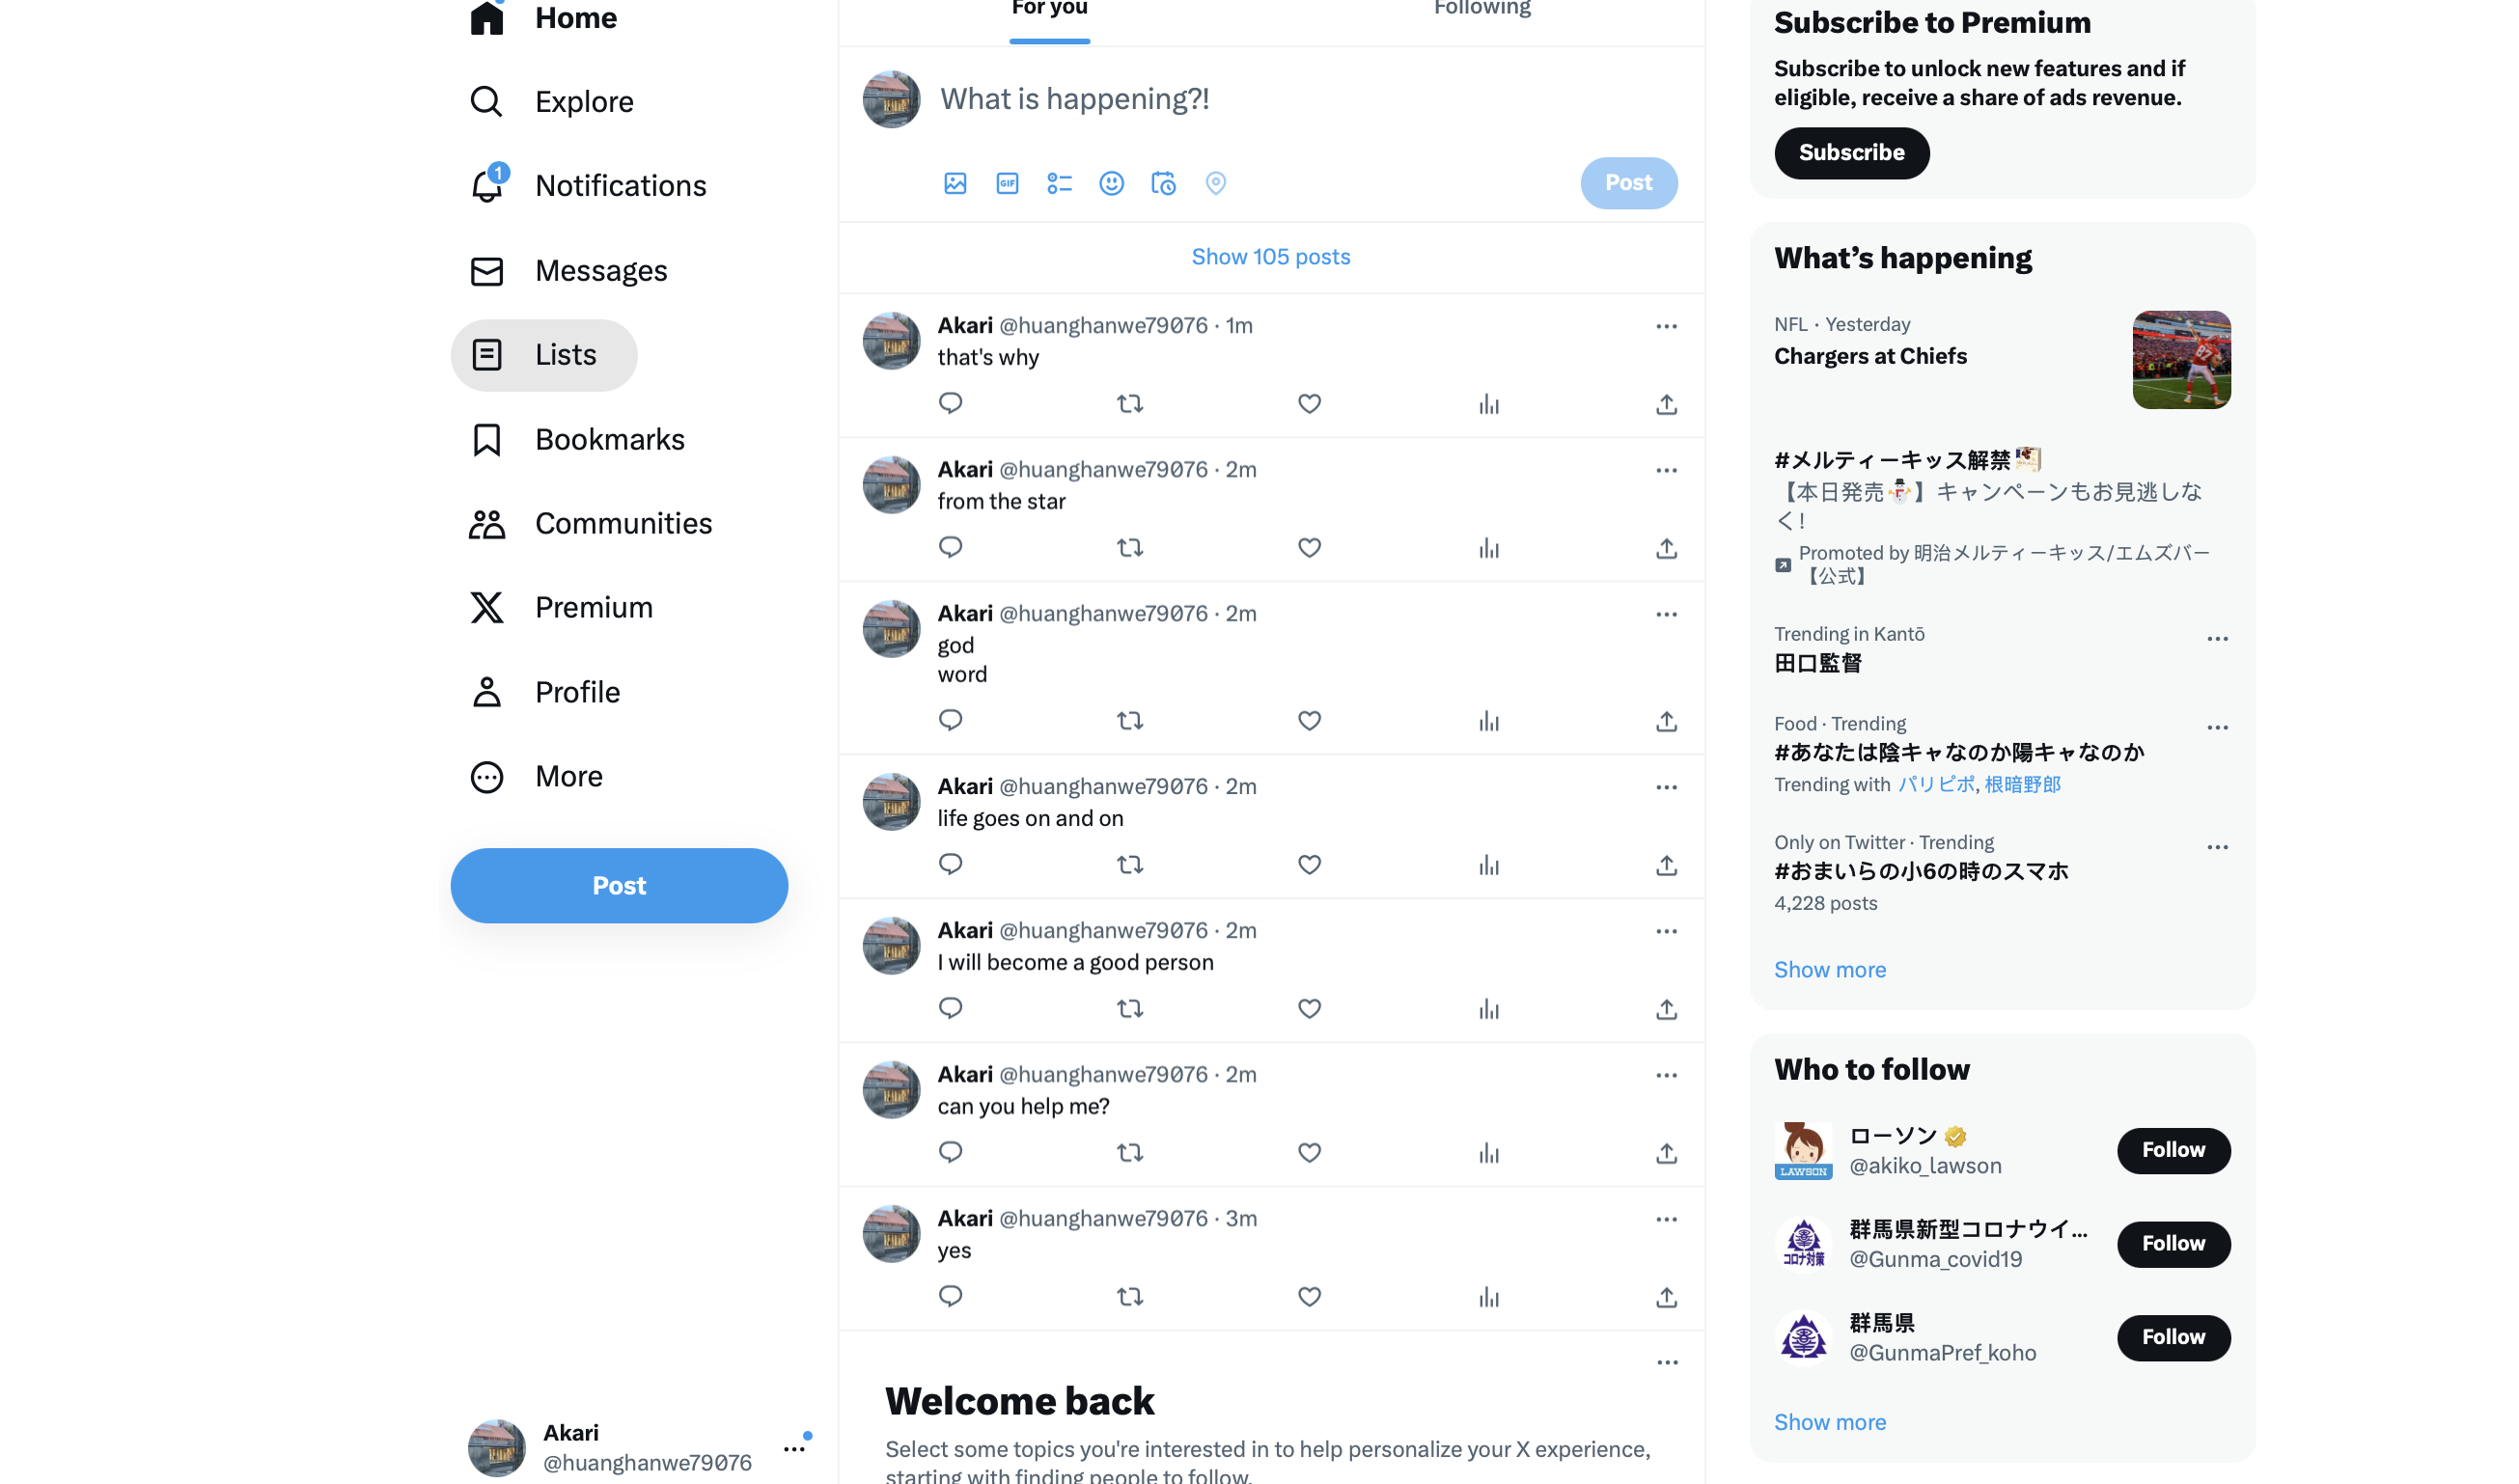 Home
Explore
1
Notifications
Messages
Lists
Bookmarks
Communities
Premium
Profile
More
Post
Akari
@huanghanwe79076
For you
Following
What is happening?!
GIF
Post
Show 105 posts
Akari @huanghanwe79076 · 1m
that's why
Akari @huanghanwe79076 · 2m
from the star
Akari @huanghanwe79076 · 2m
god
word
Akari @huanghanwe79076 · 2m
life goes on and on
Akari @huanghanwe79076 · 2m
I will become a good person
Akari @huanghanwe79076 · 2m
can you help me?
Akari @huanghanwe79076 · 3m
yes
Welcome back
Select some topics you're interested in to help personalize your X experience,
starting with finding people to follow.
Subscribe to Premium
Subscribe to unlock new features and if
eligible, receive a share of ads revenue.
Subscribe
What’s happening
NFL · Yesterday
Chargers at Chiefs
87
#メルティーキッス解禁
【本日発売⛄】キャンペーンもお見逃しな
く！
Promoted by 明治メルティーキッス/エムズバー
【公式】
Trending in Kantō
田口監督
Food · Trending
#あなたは陰キャなのか陽キャなのか
Trending with パリピポ, 根暗野郎
Only on Twitter · Trending
#おまいらの小6の時のスマホ
4,228 posts
Show more
Who to follow
LAWSON
ローソン
@akiko_lawson
Follow
コロナ対策
群馬県新型コロナウイ...
@Gunma_covid19
Follow
群馬県
@GunmaPref_koho
Follow
Show more